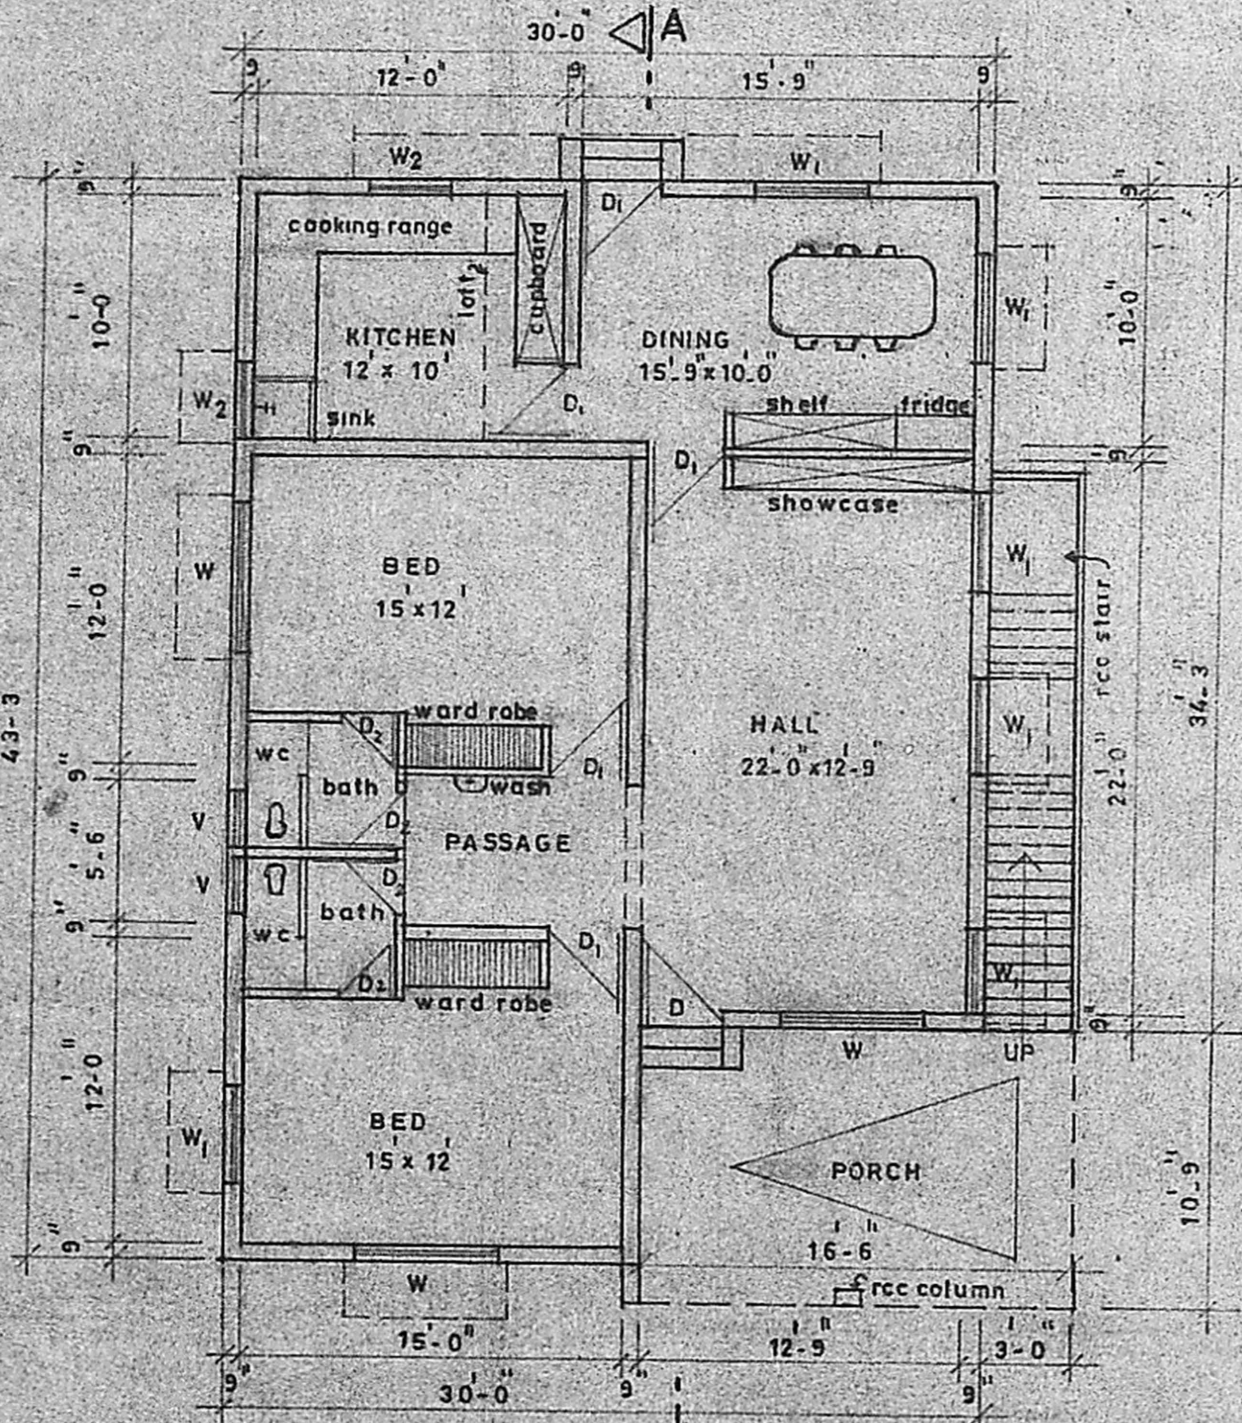 30'-0" A
9 12'-0" 9" 15'-9" 9
W2 W1
9" D1 9"
cooking range
cupboard
loft
10'-0" KITCHEN DINING W1 10'-0"
12' x 10' 15'-9" x 10'-0"
W2 D1 shelf fridge
sink
9" D1 9"
showcase
W1
W BED
12'-0" 15' x 12' rcc stair
ward robe
43-3 D2 HALL W1 34'-3"
wc 22'-0" x 12'-9" 22'-0"
9" bath wash D1
V D2 PASSAGE
5'-6"
V D2
9" bath
wc D1
D2 W1
ward robe D 9"
W UP
12'-0"
BED
W1 15' x 12' PORCH 10'-9"
9" 16'-6"
W rcc column
15'-0" 12'-9" 3'-0"
9" 30'-0" 9" 9"